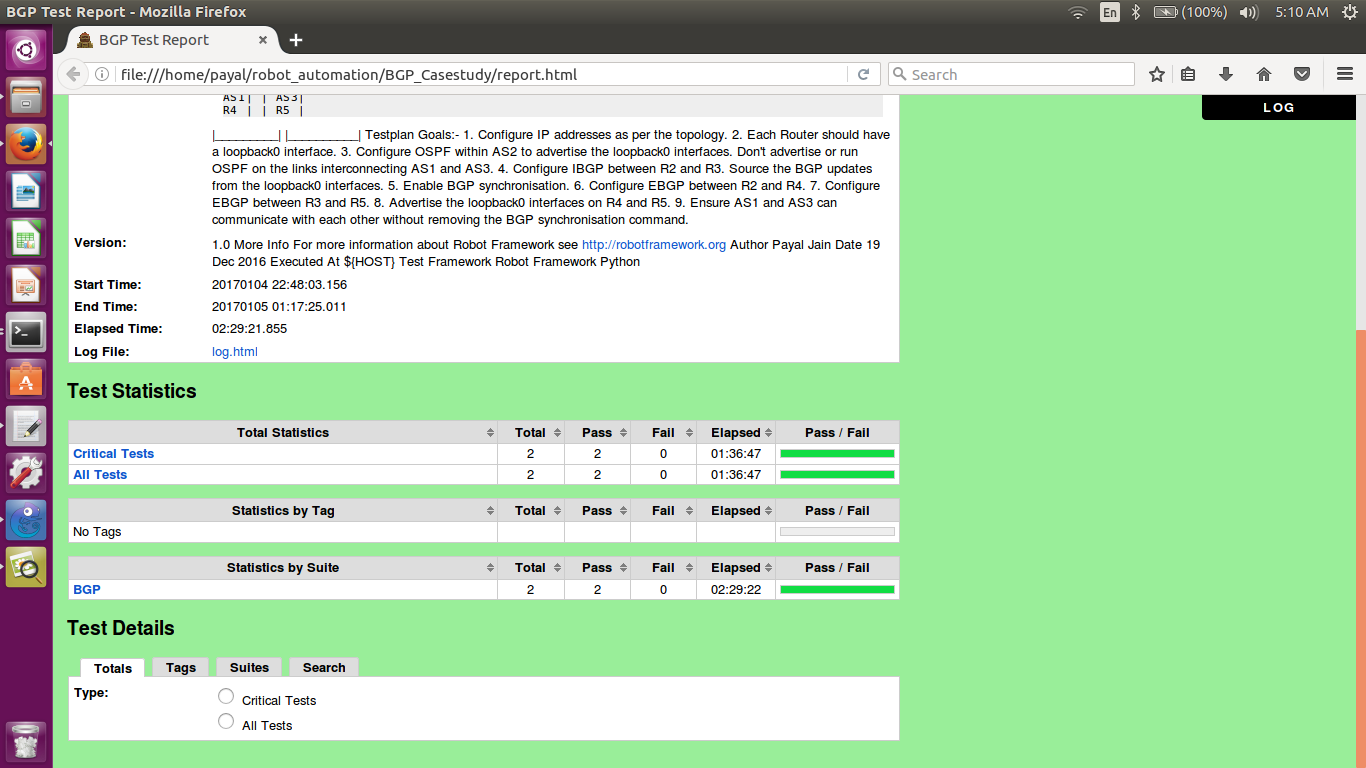 BGP Test Report - Mozilla Firefox
En
(100%)
5:10 AM
BGP Test Report
file:///home/payal/robot_automation/BGP_Casestudy/report.html
Search
LOG
AS1| | AS3|
R4 | | R5 |
|_________| |__________| Testplan Goals:- 1. Configure IP addresses as per the topology. 2. Each Router should have
a loopback0 interface. 3. Configure OSPF within AS2 to advertise the loopback0 interfaces. Don't advertise or run
OSPF on the links interconnecting AS1 and AS3. 4. Configure IBGP between R2 and R3. Source the BGP updates
from the loopback0 interfaces. 5. Enable BGP synchronisation. 6. Configure EBGP between R2 and R4. 7. Configure
EBGP between R3 and R5. 8. Advertise the loopback0 interfaces on R4 and R5. 9. Ensure AS1 and AS3 can
communicate with each other without removing the BGP synchronisation command.
Version: 1.0 More Info For more information about Robot Framework see http://robotframework.org Author Payal Jain Date 19
Dec 2016 Executed At ${HOST} Test Framework Robot Framework Python
Start Time: 20170104 22:48:03.156
End Time: 20170105 01:17:25.011
Elapsed Time: 02:29:21.855
Log File: log.html
Test Statistics
Total Statistics Total Pass Fail Elapsed Pass / Fail
Critical Tests 2 2 0 01:36:47
All Tests 2 2 0 01:36:47
Statistics by Tag Total Pass Fail Elapsed Pass / Fail
No Tags
Statistics by Suite Total Pass Fail Elapsed Pass / Fail
BGP 2 2 0 02:29:22
Test Details
Totals Tags Suites Search
Type: Critical Tests
All Tests